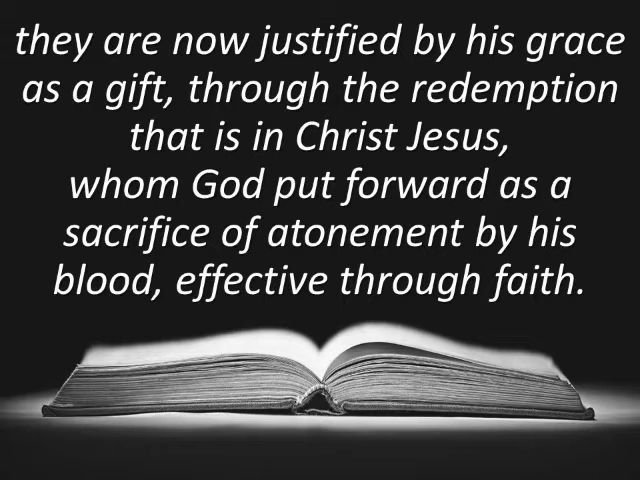 they are now justified by his grace
as a gift, through the redemption
that is in Christ Jesus,
whom God put forward as a
sacrifice of atonement by his
blood, effective through faith.